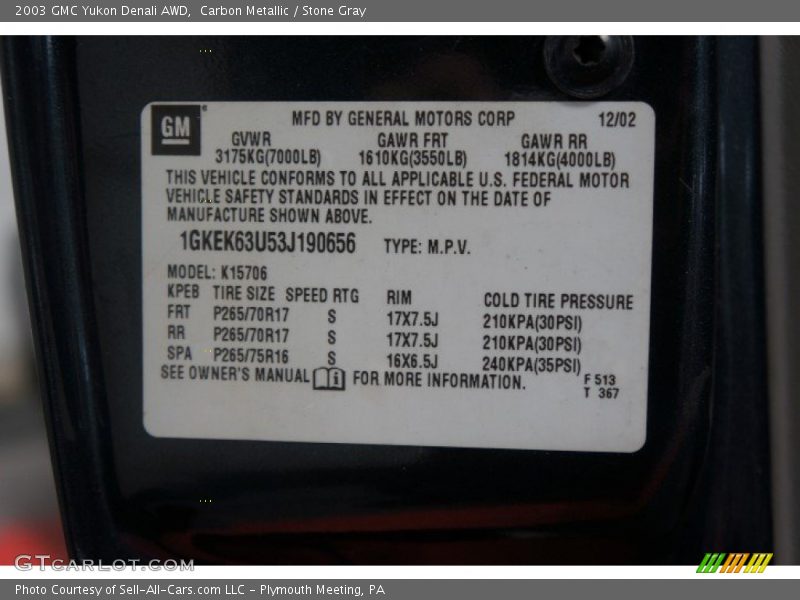 2003 GMC Yukon Denali AWD,  Carbon Metallic / Stone Gray
GM
MFD BY GENERAL MOTORS CORP 12/02
GVWR GAWR FRT GAWR RR
3175KG(7000LB) 1610KG(3550LB) 1814KG(4000LB)
THIS VEHICLE CONFORMS TO ALL APPLICABLE U.S. FEDERAL MOTOR
VEHICLE SAFETY STANDARDS IN EFFECT ON THE DATE OF
MANUFACTURE SHOWN ABOVE.
1GKEK63U53J190656 TYPE: M.P.V.
MODEL: K15706
KPEB TIRE SIZE SPEED RTG RIM COLD TIRE PRESSURE
FRT P265/70R17 S 17X7.5J 210KPA(30PSI)
RR P265/70R17 S 17X7.5J 210KPA(30PSI)
SPA P265/75R16 S 16X6.5J 240KPA(35PSI)
SEE OWNER'S MANUAL FOR MORE INFORMATION.
F 513
T 367
GTCARLOT.COM
Photo Courtesy of Sell-All-Cars.com LLC - Plymouth Meeting, PA